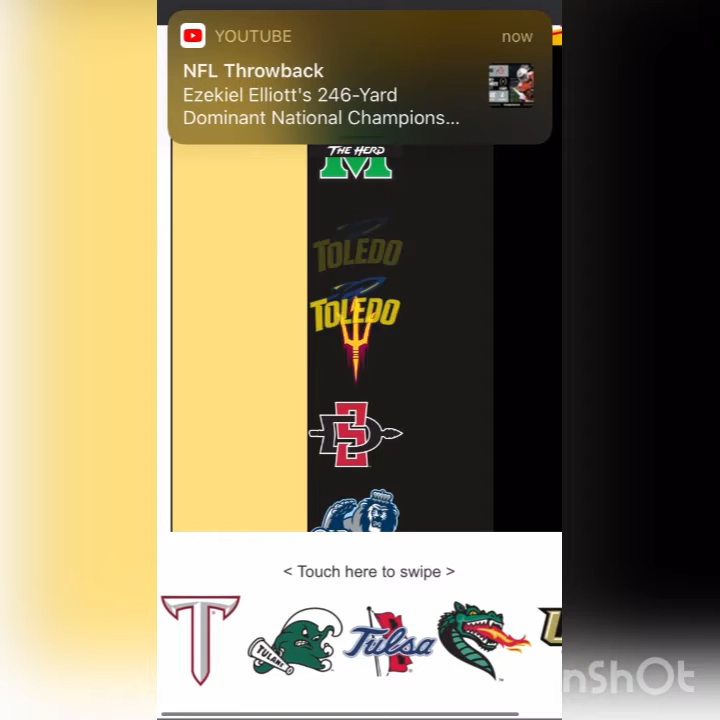 YOUTUBE
now
NFL Throwback
Ezekiel Elliott's 246-Yard
Dominant National Champions...
THE HERD
M
TOLEDO
TOLEDO
< Touch here to swipe >
T
TULANE
Tulsa
nShOt